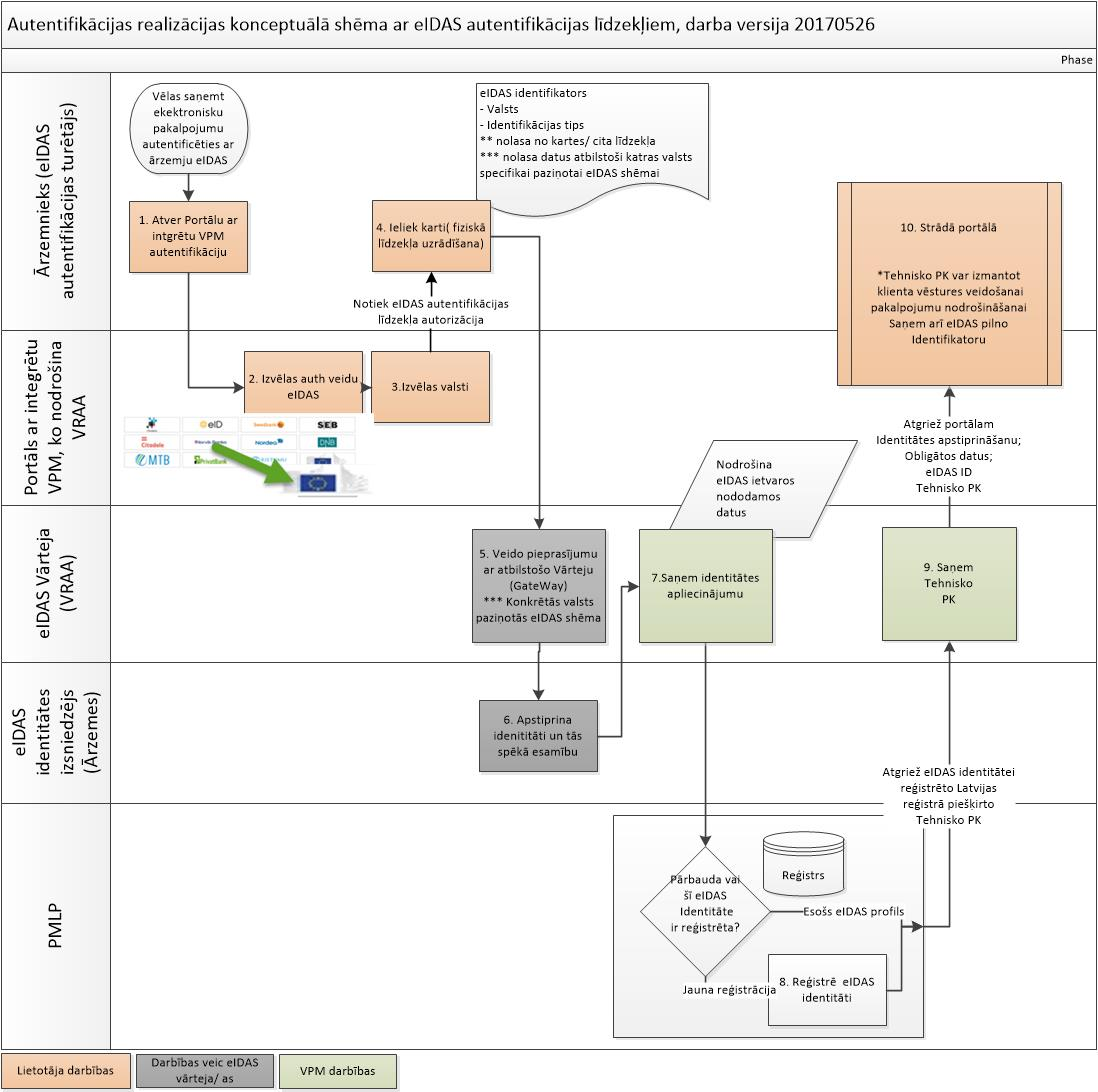 Autentifikācijas realizācijas konceptuālā shēma ar eIDAS autentifikācijas līdzekļiem, darba versija 20170526
Phase
Ārzemnieks (eIDAS
autentifikācijas turētājs)
Vēlas saņemt
ekektronisku
pakalpojumu
autentificēties ar
ārzemju eIDAS
eIDAS identifikators
- Valsts
- Identifikācijas tips
** nolasa no kartes/ cita līdzekļa
*** nolasa datus atbilstoši katras valsts
specifikai paziņotai eIDAS shēmai
1. Atver Portālu ar
intgrētu VPM
autentifikāciju
4. Ieliek karti( fiziskā
līdzekļa uzrādīšana)
10. Strādā portālā
*Tehnisko PK var izmantot
klienta vēstures veidošanai
pakalpojumu nodrošināšanai
Saņem arī eIDAS pilno
Identifikatoru
Notiek eIDAS autentifikācijas
līdzekļa autorizācija
Portāls ar integrētu
VPM, ko nodrošina
VRAA
2. Izvēlas auth veidu
eIDAS
3.Izvēlas valsti
eID
Swedbank
SEB
Citadele
Nordea
DNB
MTB
PrivatBank
Atgriež portālam
Identitātes apstiprināšanu;
Obligātos datus;
eIDAS ID
Tehnisko PK
Nodrošina
eIDAS ietvaros
nododamos
datus
eIDAS Vārteja
(VRAA)
5. Veido pieprasījumu
ar atbilstošo Vārteju
(GateWay)
*** Konkrētās valsts
paziņotās eIDAS shēma
7.Saņem identitātes
apliecinājumu
9. Saņem
Tehnisko
PK
eIDAS
identitātes
izsniedzējs
(Ārzemes)
6. Apstiprina
idenititāti un tās
spēkā esamību
Atgriež eIDAS identitātei
reģistrēto Latvijas
reģistrā piešķirto
Tehnisko PK
PMLP
Reģistrs
Pārbauda vai
šī eIDAS
Identitāte
ir reģistrēta?
Esošs eIDAS profils
Jauna reģistrācija
8. Reģistrē eIDAS
identitāti
Lietotāja darbības
Darbības veic eIDAS
vārteja/ as
VPM darbības